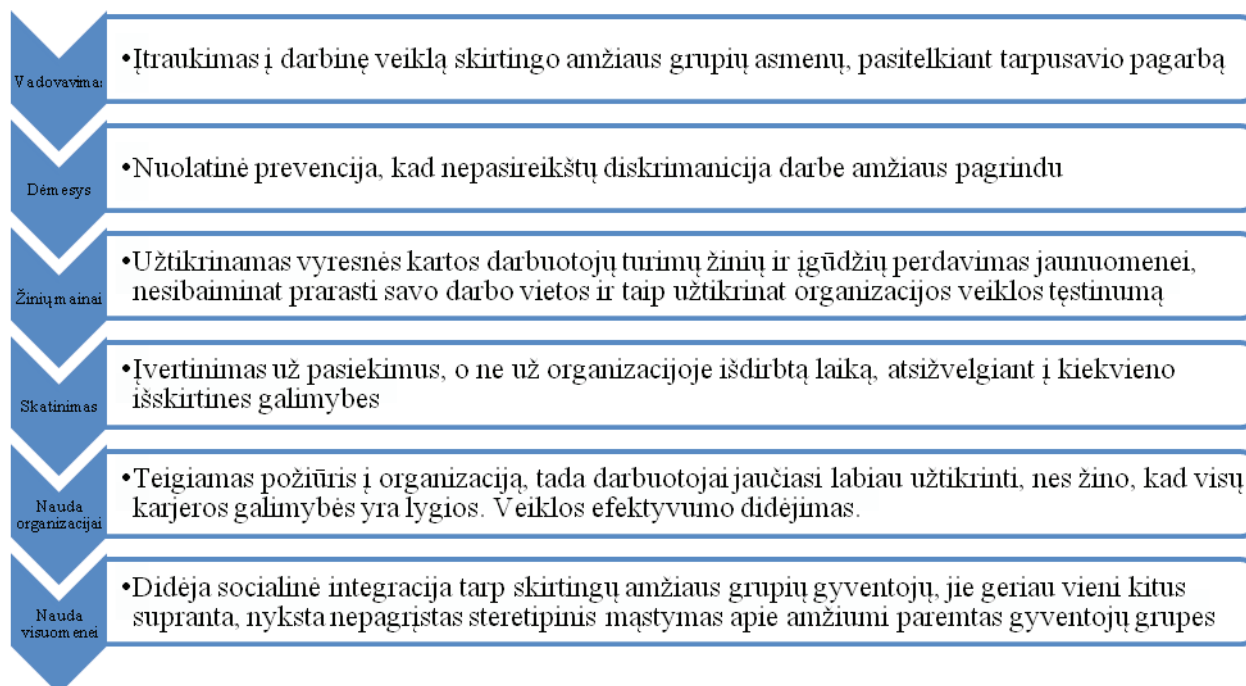 Vadovavimas
•Įtraukimas į darbinę veiklą skirtingo amžiaus grupių asmenų, pasitelkiant tarpusavio pagarbą
Dėmesys
•Nuolatinė prevencija, kad nepasireikštų diskrimanicija darbe amžiaus pagrindu
Žinių mainai
•Užtikrinamas vyresnės kartos darbuotojų turimų žinių ir įgūdžių perdavimas jaunuomenei,
nesibaiminat prarasti savo darbo vietos ir taip užtikrinat organizacijos veiklos tęstinumą
Skatinimas
•Įvertinimas už pasiekimus, o ne už organizacijoje išdirbtą laiką, atsižvelgiant į kiekvieno
išskirtines galimybes
Nauda
organizacijai
•Teigiamas požiūris į organizaciją, tada darbuotojai jaučiasi labiau užtikrinti, nes žino, kad visų
karjeros galimybės yra lygios. Veiklos efektyvumo didėjimas.
Nauda
visuomenei
•Didėja socialinė integracija tarp skirtingų amžiaus grupių gyventojų, jie geriau vieni kitus
supranta, nyksta nepagrįstas steretipinis mąstymas apie amžiumi paremtas gyventojų grupes